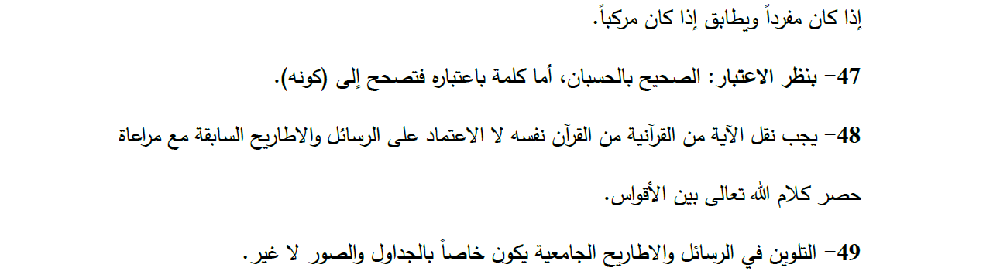 إذا كان مفرداً ويطابق إذا كان مركباً.
47- بنظر الاعتبار: الصحيح بالحسبان، أما كلمة باعتباره فتصحح إلى (كونه).
48- يجب نقل الآية من القرآنية من القرآن نفسه لا الاعتماد على الرسائل والاطاريح السابقة مع مراعاة
حصر كلام الله تعالى بين الأقواس.
49- التلوين في الرسائل والاطاريح الجامعية يكون خاصاً بالجداول والصور لا غير.